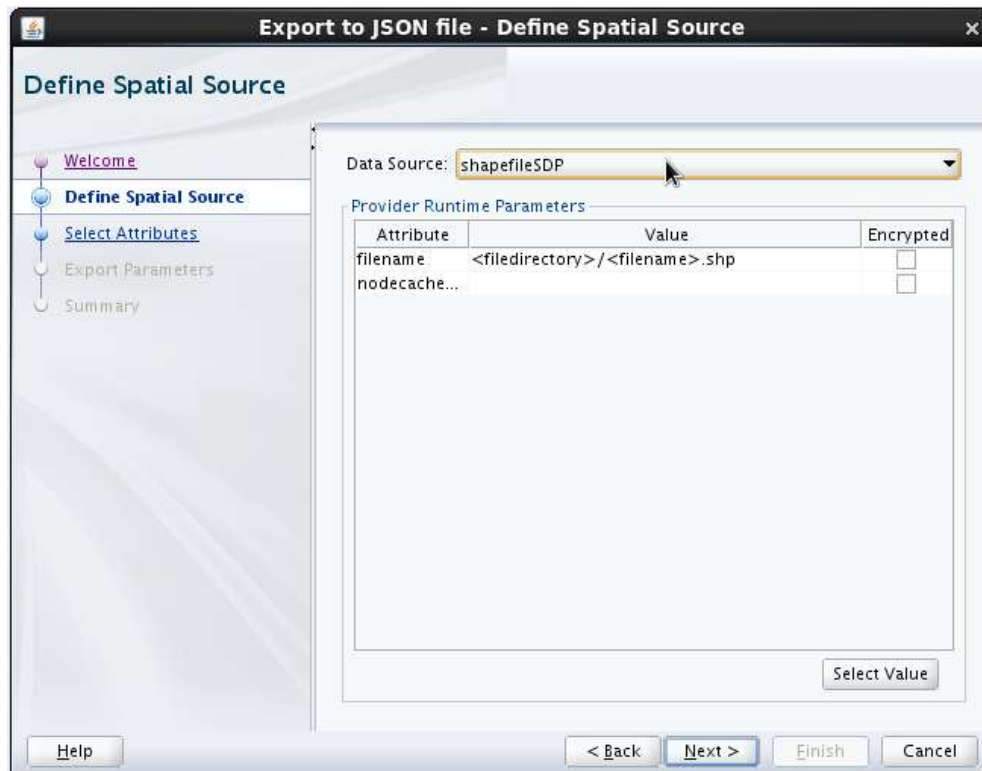 Export to JSON file - Define Spatial Source
Define Spatial Source
Welcome
Define Spatial Source
Select Attributes
Export Parameters
Summary
Data Source: shapefileSDP
Provider Runtime Parameters
Attribute Value Encrypted
filename <filedirectory>/<filename>.shp
nodecache...
Select Value
Help < Back Next > Finish Cancel